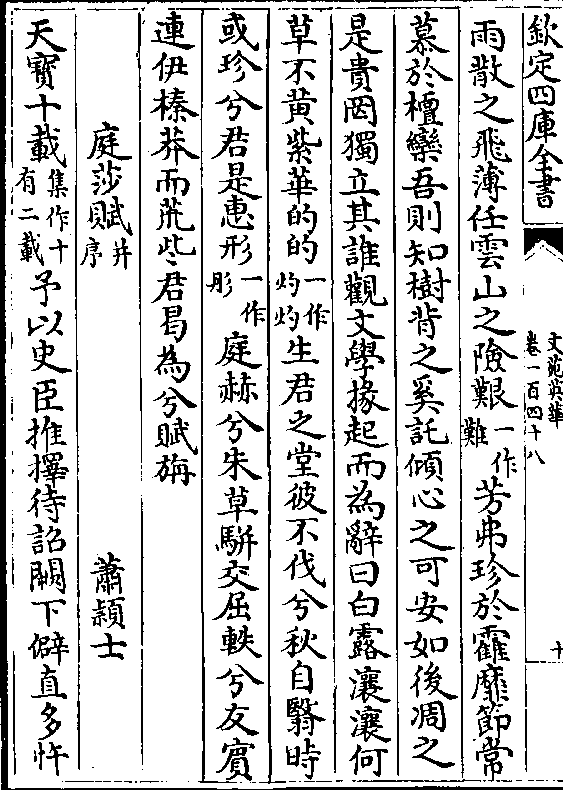 欽定四庫全書
文苑英華
卷一百四十八
十
雨散之飛薄任雲山之險艱一作難芳弗珍於靃靡節常
慕於檀欒吾則知樹背之奚託傾心之可安如後凋之
是貴罔獨立其誰觀文學掾起而為辭曰白露瀼瀼何
草不黄紫華的的一作灼灼生君之堂彼不伐兮秋自翳時
或珍兮君是惠形一作彤庭赫兮朱草駢交屈軼兮友賓
連伊榛莽而荒些君曷為兮賦旃
庭莎賦并序
蕭穎士
天寶十載集作十有二載予以史臣推擇待詔闕下僻直多忤